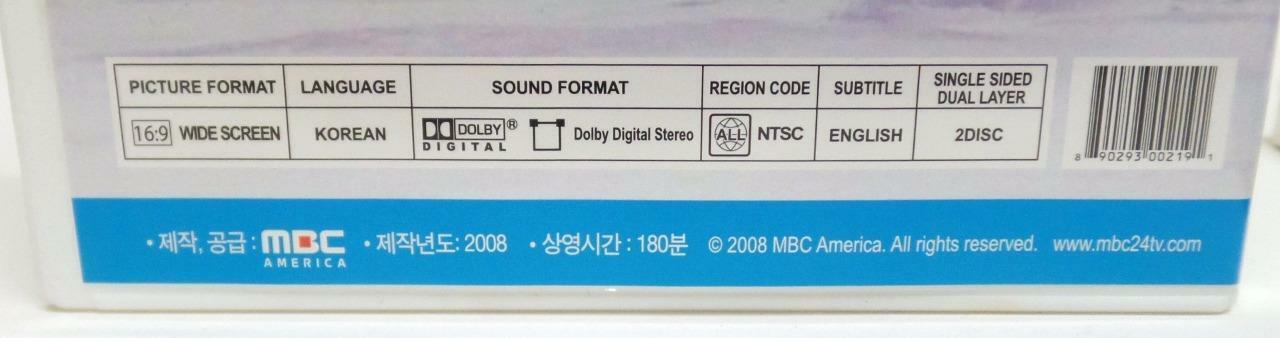 PICTURE FORMAT LANGUAGE SOUND FORMAT REGION CODE SUBTITLE SINGLE SIDED
DUAL LAYER
16:9 WIDE SCREEN KOREAN DOLBY® DIGITAL Dolby Digital Stereo ALL NTSC ENGLISH 2DISC
8 90293 00219 1
• 제작, 공급 : MBC AMERICA • 제작년도: 2008 • 상영시간 : 180분 © 2008 MBC America. All rights reserved. www.mbc24tv.com